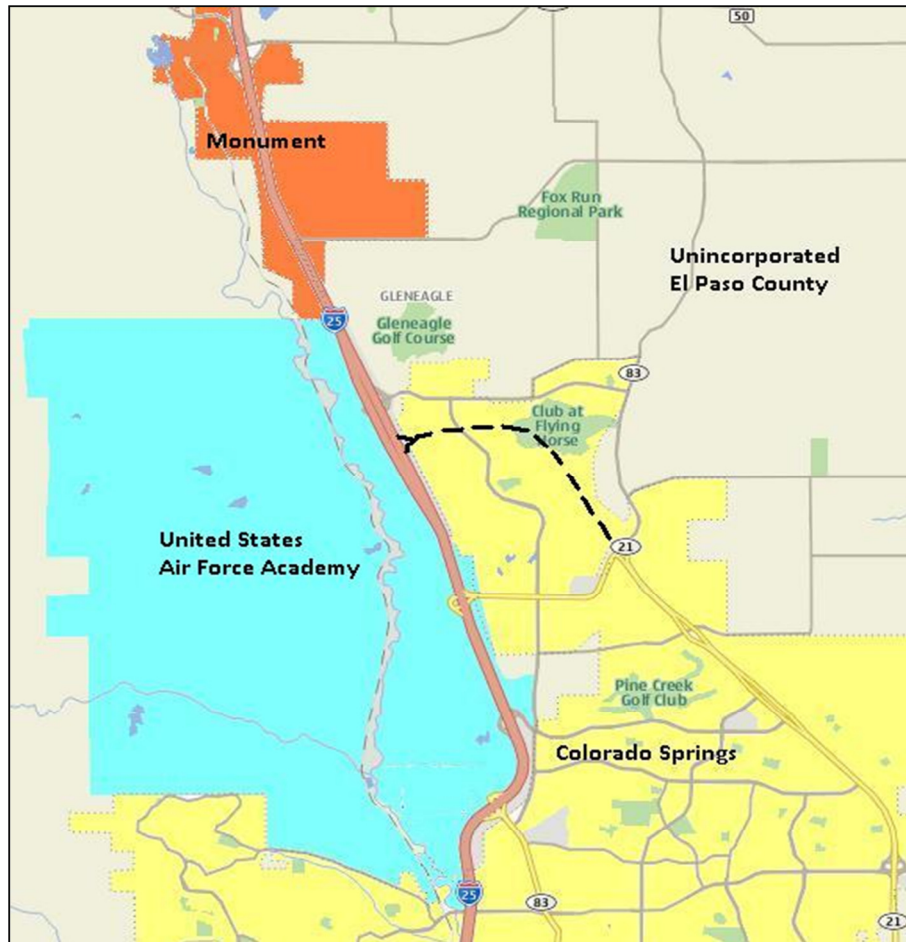 50
Monument
Fox Run
Regional Park
Unincorporated
El Paso County
GLENEAGLE
25
Gleneagle
Golf Course
83
Club at
Flying
Horse
United States
Air Force Academy
21
Pine Creek
Golf Club
Colorado Springs
25
83
21